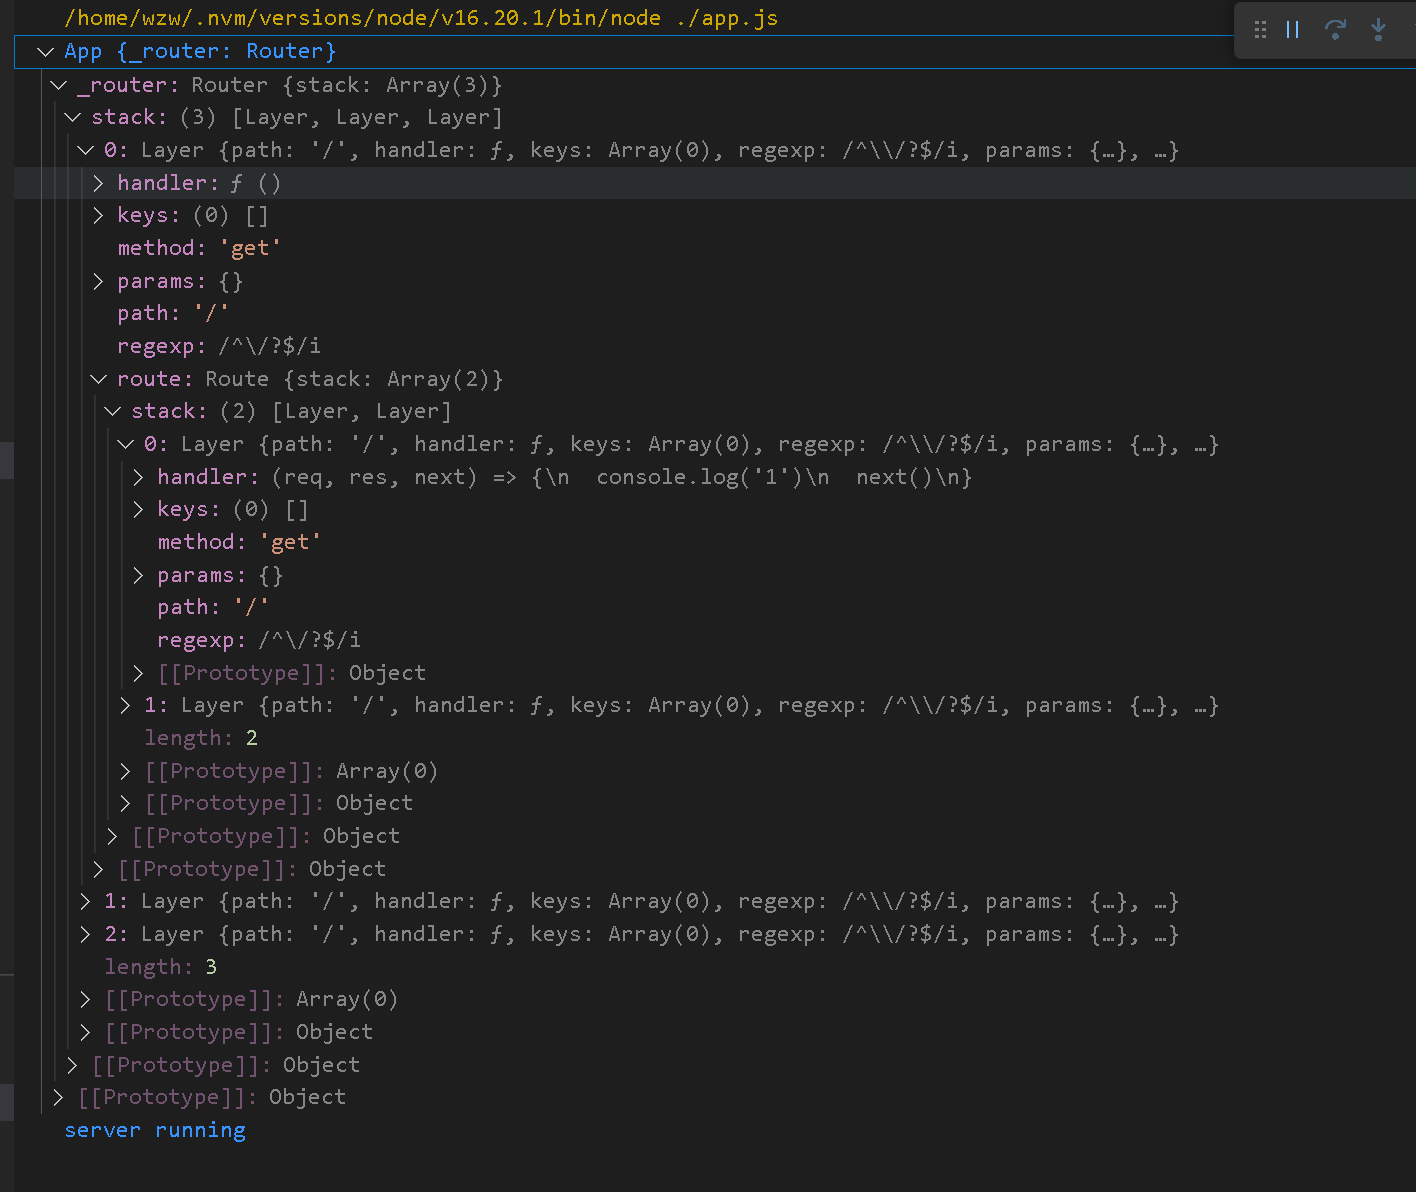 /home/wzw/.nvm/versions/node/v16.20.1/bin/node ./app.js
App {_router: Router}
_router: Router {stack: Array(3)}
stack: (3) [Layer, Layer, Layer]
0: Layer {path: '/', handler: ƒ, keys: Array(0), regexp: /^\\/?$/i, params: {…}, …}
handler: ƒ ()
keys: (0) []
method: 'get'
params: {}
path: '/'
regexp: /^\/?$/i
route: Route {stack: Array(2)}
stack: (2) [Layer, Layer]
0: Layer {path: '/', handler: ƒ, keys: Array(0), regexp: /^\\/?$/i, params: {…}, …}
handler: (req, res, next) => {\n  console.log('1')\n  next()\n}
keys: (0) []
method: 'get'
params: {}
path: '/'
regexp: /^\/?$/i
[[Prototype]]: Object
1: Layer {path: '/', handler: ƒ, keys: Array(0), regexp: /^\\/?$/i, params: {…}, …}
length: 2
[[Prototype]]: Array(0)
[[Prototype]]: Object
[[Prototype]]: Object
[[Prototype]]: Object
1: Layer {path: '/', handler: ƒ, keys: Array(0), regexp: /^\\/?$/i, params: {…}, …}
2: Layer {path: '/', handler: ƒ, keys: Array(0), regexp: /^\\/?$/i, params: {…}, …}
length: 3
[[Prototype]]: Array(0)
[[Prototype]]: Object
[[Prototype]]: Object
[[Prototype]]: Object
server running